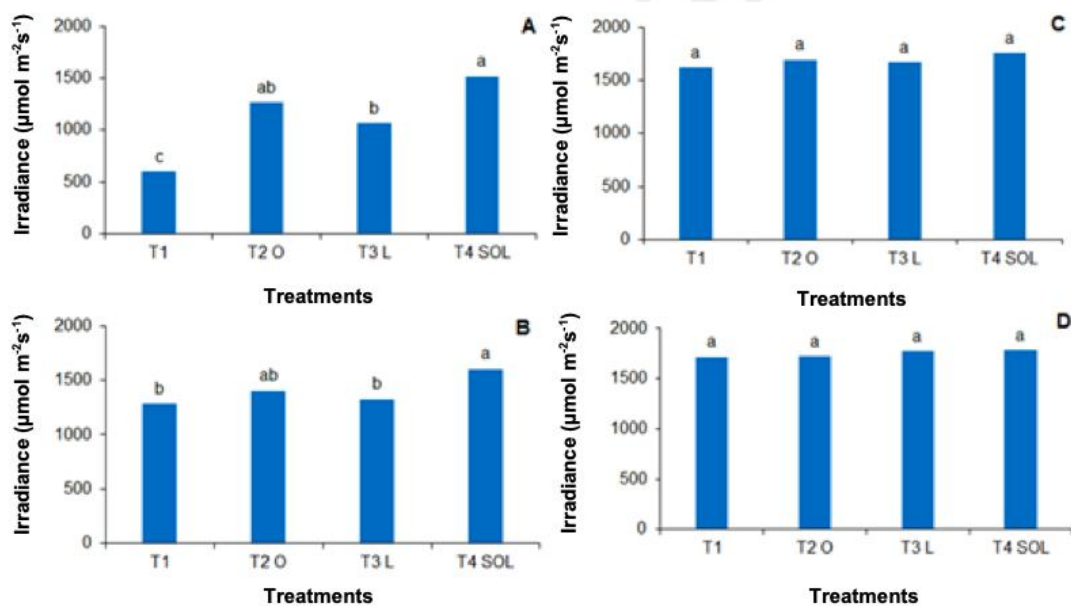 A
Irradiance (µmol m⁻²s⁻¹)
2000
1500
1000
500
0
c
ab
b
a
T1
T2 O
T3 L
T4 SOL
Treatments
C
Irradiance (µmol m⁻²s⁻¹)
2000
1500
1000
500
0
a
a
a
a
T1
T2 O
T3 L
T4 SOL
Treatments
B
Irradiance (µmol m⁻²s⁻¹)
2000
1500
1000
500
0
b
ab
b
a
T1
T2 O
T3 L
T4 SOL
Treatments
D
Irradiance (µmol m⁻²s⁻¹)
2000
1500
1000
500
0
a
a
a
a
T1
T2 O
T3 L
T4 SOL
Treatments